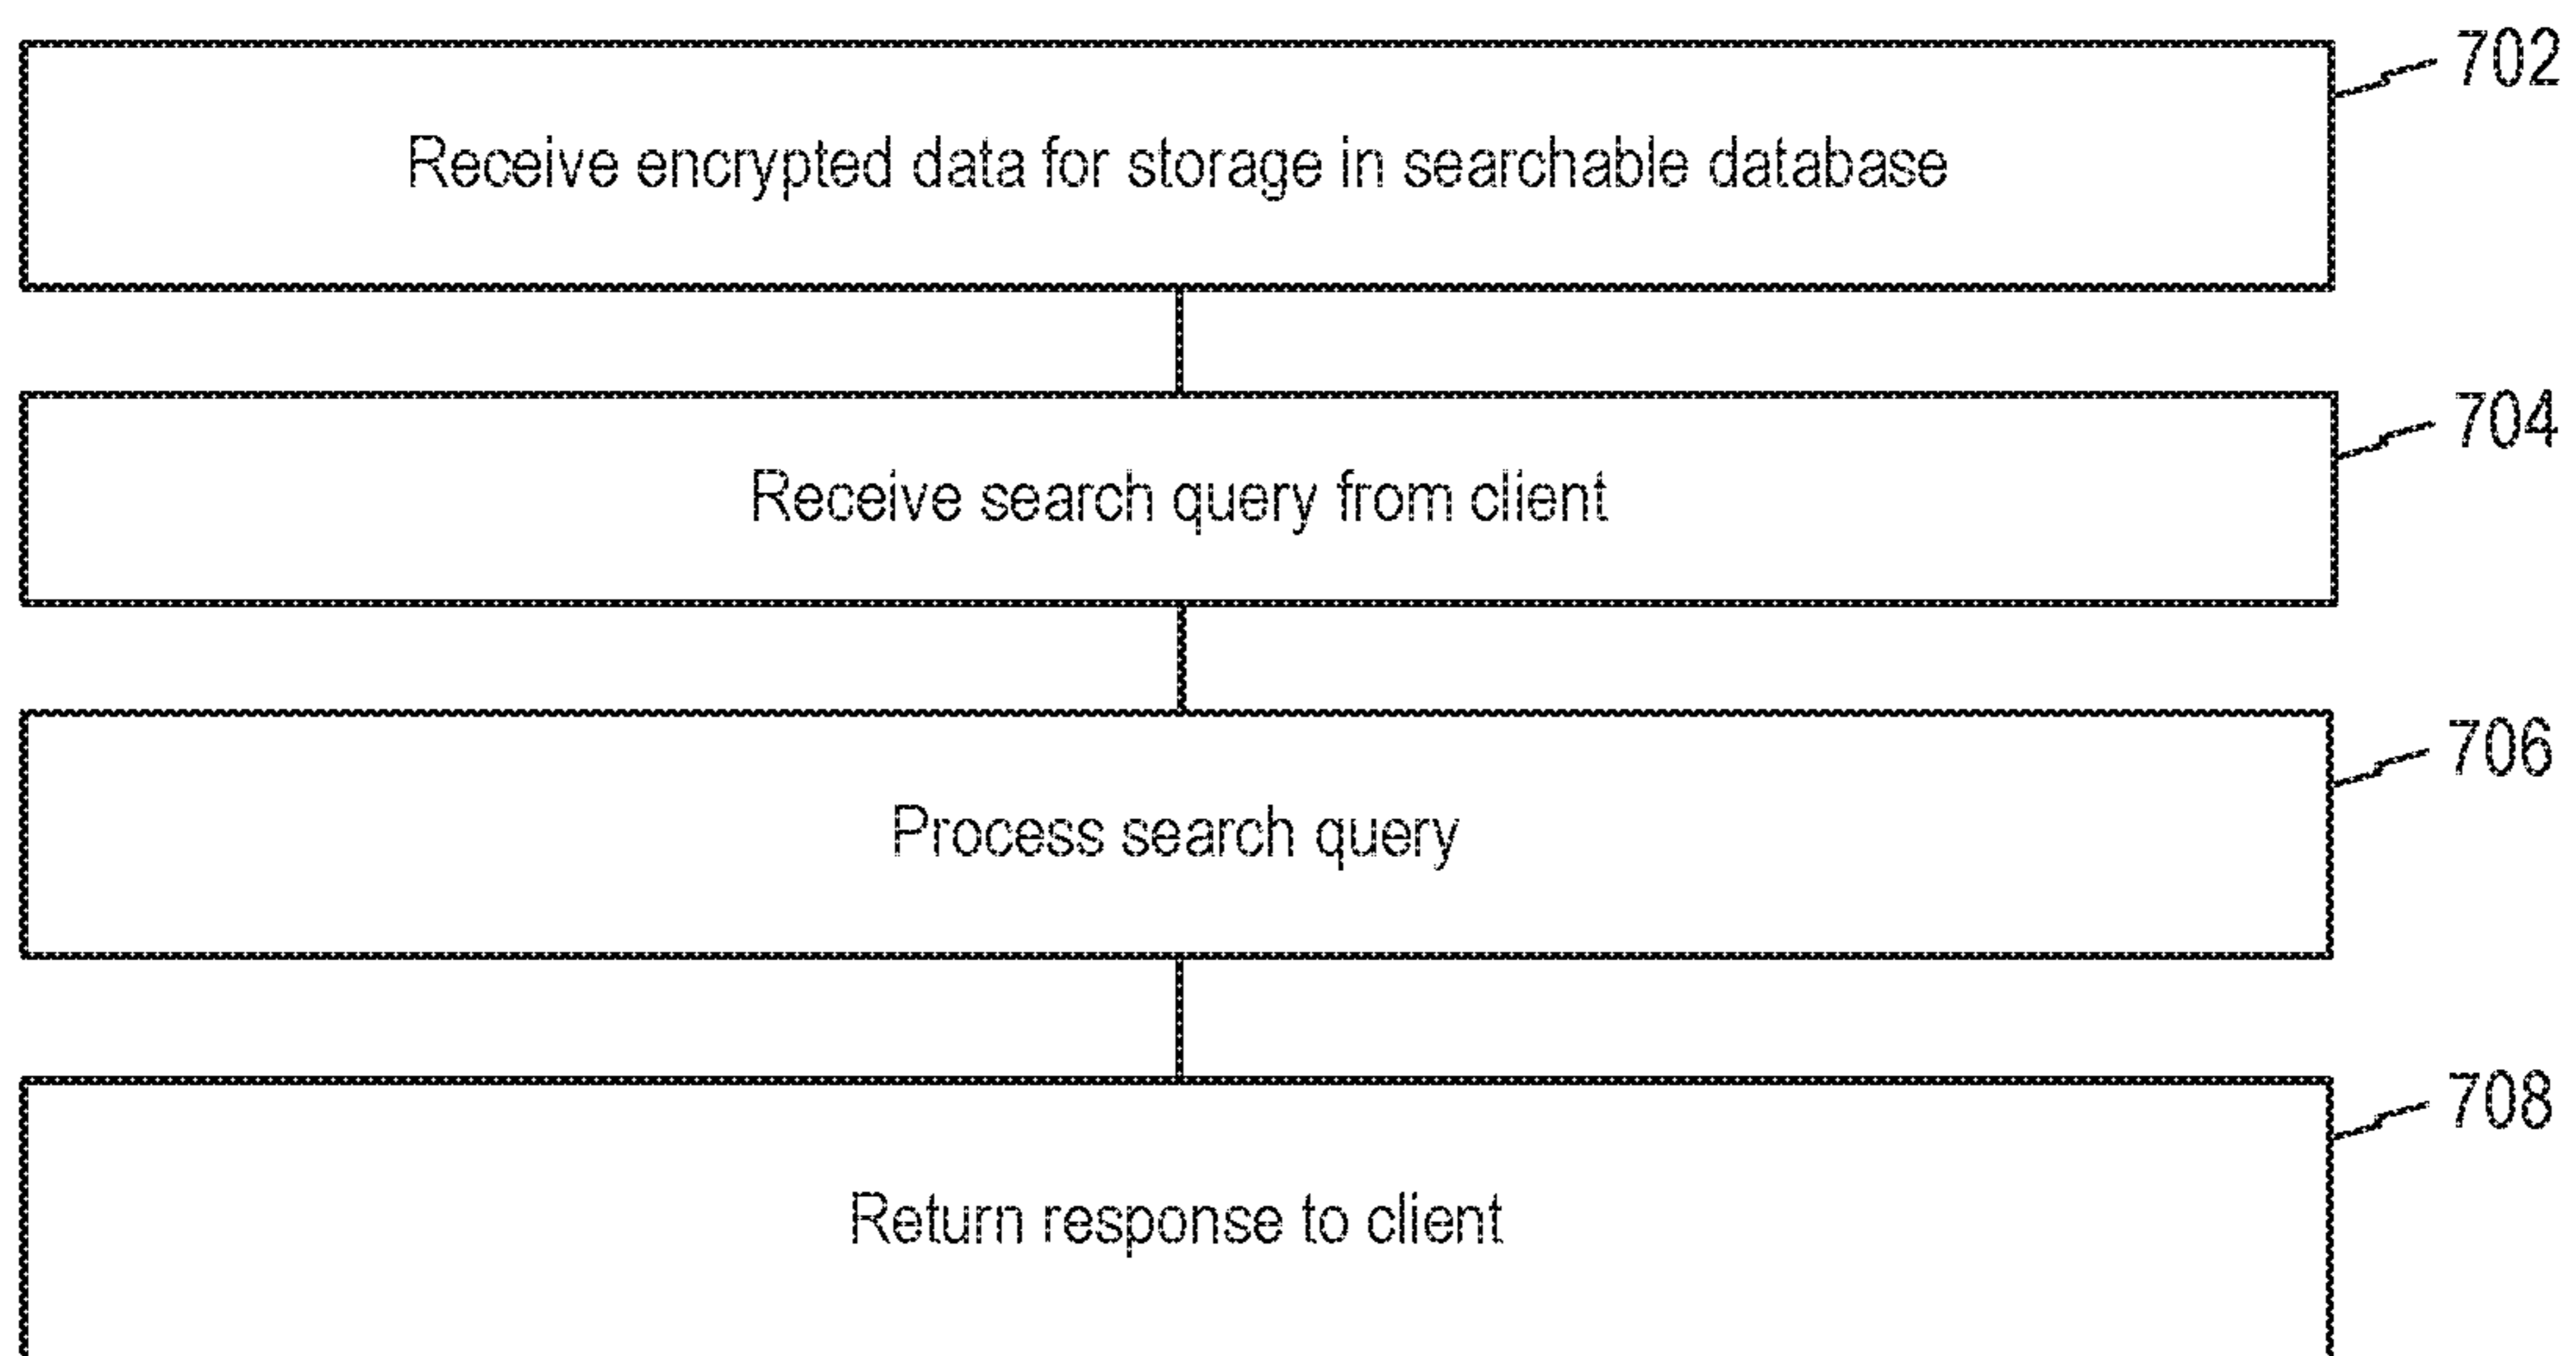 702
Receive encrypted data for storage in searchable database
704
Receive search query from client
706
Process search query
708
Return response to client